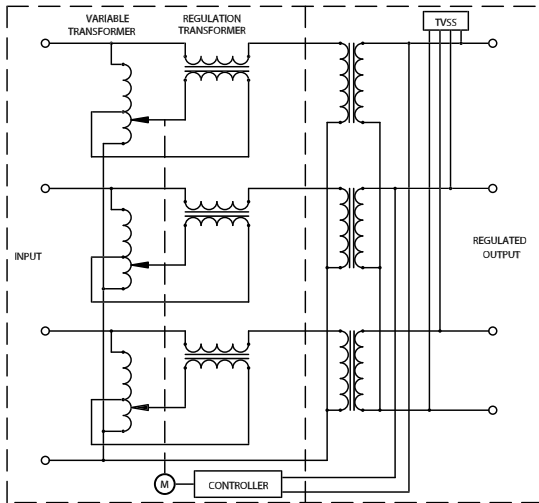 VARIABLE
TRANSFORMER
REGULATION
TRANSFORMER
TVSS
INPUT
REGULATED
OUTPUT
M
CONTROLLER